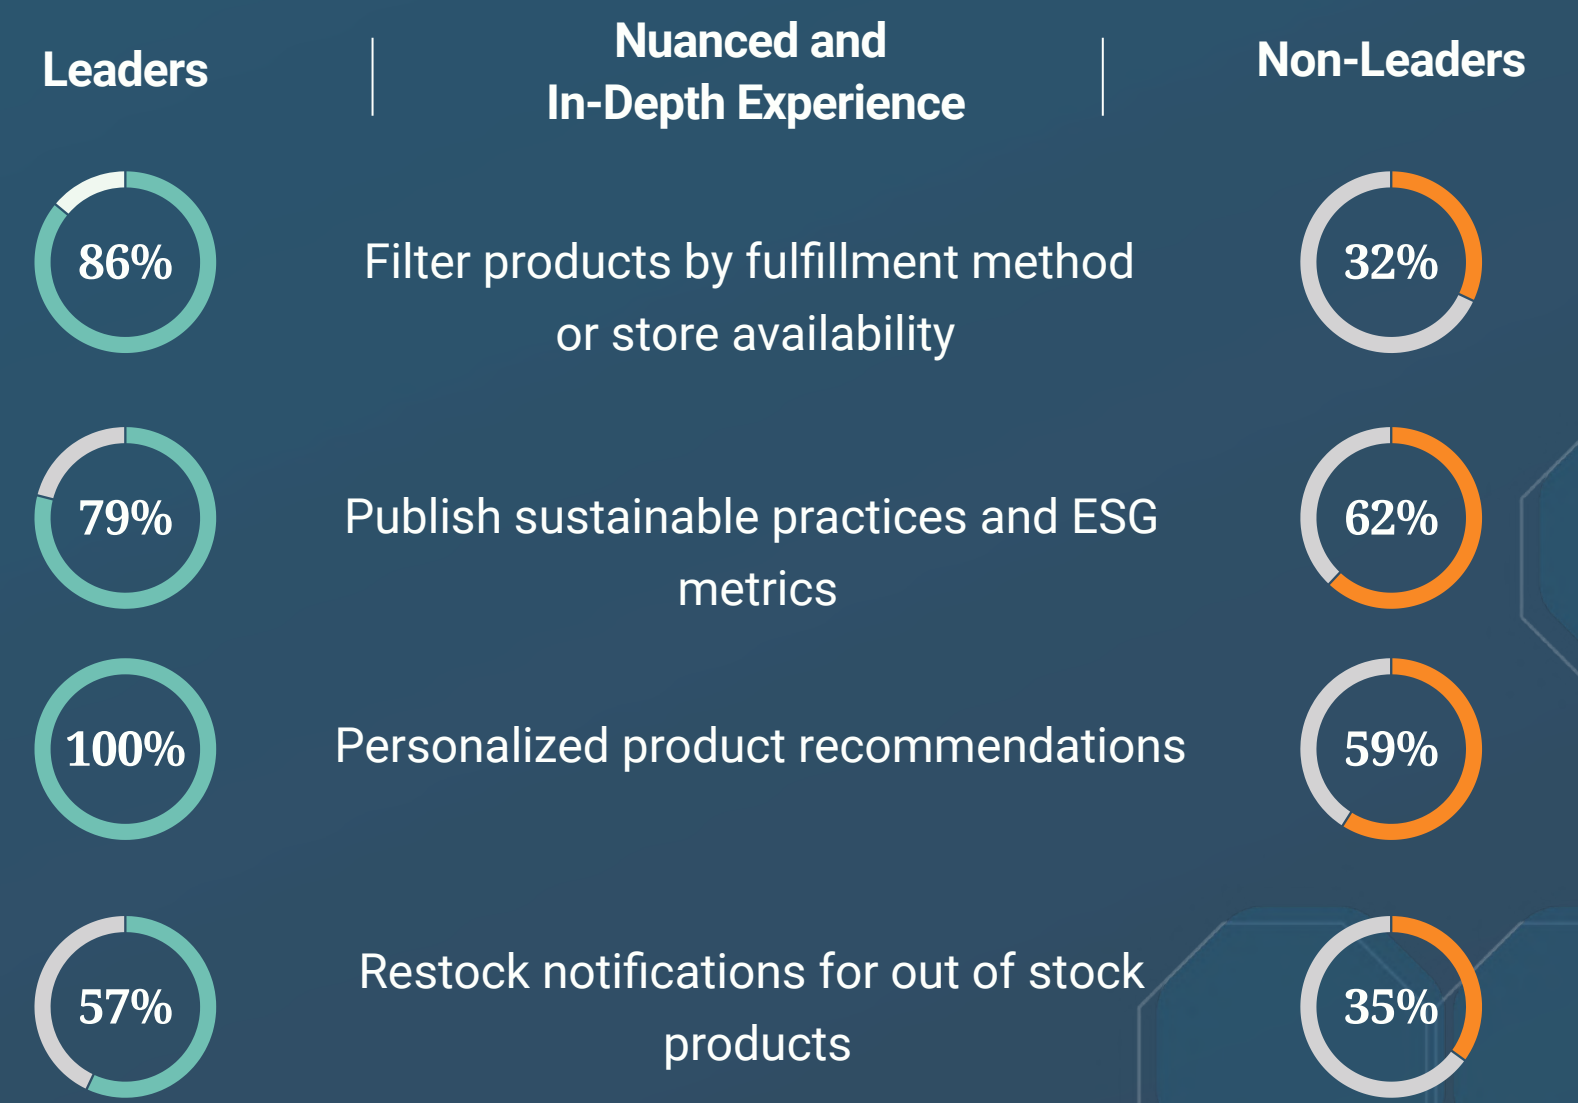 Leaders
Nuanced and
In-Depth Experience
Non-Leaders
86%
Filter products by fulfillment method
or store availability
32%
79%
Publish sustainable practices and ESG
metrics
62%
100%
Personalized product recommendations
59%
57%
Restock notifications for out of stock
products
35%